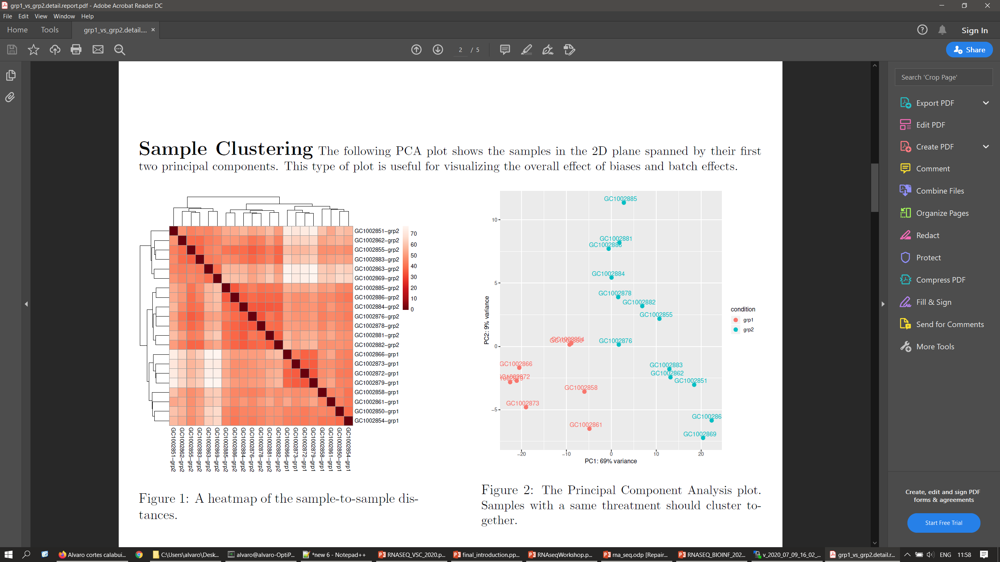 grp1_vs_grp2.detail.report.pdf - Adobe Acrobat Reader DC
File Edit View Window Help
Home Tools grp1_vs_grp2.detail.... × Sign In
2 / 5 Share
Search 'Crop Page'
Export PDF
Edit PDF
Create PDF
Comment
Combine Files
Organize Pages
Redact
Protect
Compress PDF
Fill & Sign
Send for Comments
More Tools
Create, edit and sign PDF
forms & agreements
Start Free Trial
Sample Clustering The following PCA plot shows the samples in the 2D plane spanned by their first
two principal components. This type of plot is useful for visualizing the overall effect of biases and batch effects.
GC1002851-grp2
GC1002862-grp2
GC1002855-grp2
GC1002883-grp2
GC1002863-grp2
GC1002869-grp2
GC1002885-grp2
GC1002886-grp2
GC1002884-grp2
GC1002876-grp2
GC1002878-grp2
GC1002881-grp2
GC1002882-grp2
GC1002866-grp1
GC1002873-grp1
GC1002872-grp1
GC1002879-grp1
GC1002858-grp1
GC1002861-grp1
GC1002850-grp1
GC1002854-grp1
70
60
50
40
30
20
10
0
GC1002851-grp2
GC1002862-grp2
GC1002855-grp2
GC1002883-grp2
GC1002863-grp2
GC1002869-grp2
GC1002885-grp2
GC1002886-grp2
GC1002884-grp2
GC1002876-grp2
GC1002878-grp2
GC1002881-grp2
GC1002882-grp2
GC1002866-grp1
GC1002873-grp1
GC1002872-grp1
GC1002879-grp1
GC1002858-grp1
GC1002861-grp1
GC1002850-grp1
GC1002854-grp1
Figure 1: A heatmap of the sample-to-sample dis-
tances.
GC1002885
GC1002881
GC1002886
GC1002884
GC1002878
GC1002882
GC1002855
GC1002854
GC1002876
GC1002866
GC1002883
GC1002862
GC1002872
GC1002851
GC1002858
GC1002873
GC100286
GC1002861
GC1002869
10
5
0
-5
PC2: 9% variance
-20 -10 0 10 20
PC1: 69% variance
condition
grp1
grp2
Figure 2: The Principal Component Analysis plot.
Samples with a same threatment should cluster to-
gether.
Alvaro cortes calabui... C:\Users\alvaro\Desk... alvaro@alvaro-OptiP... *new 6 - Notepad++ RNASEQ_VSC_2020.p... final_introduction.pp... RNAseqWorkshop.p... rna_seq.odp [Repair... RNASEQ_BIOINF_202... v_2020_07_09_16_02_... grp1_vs_grp2.detail.r... ENG 11:58